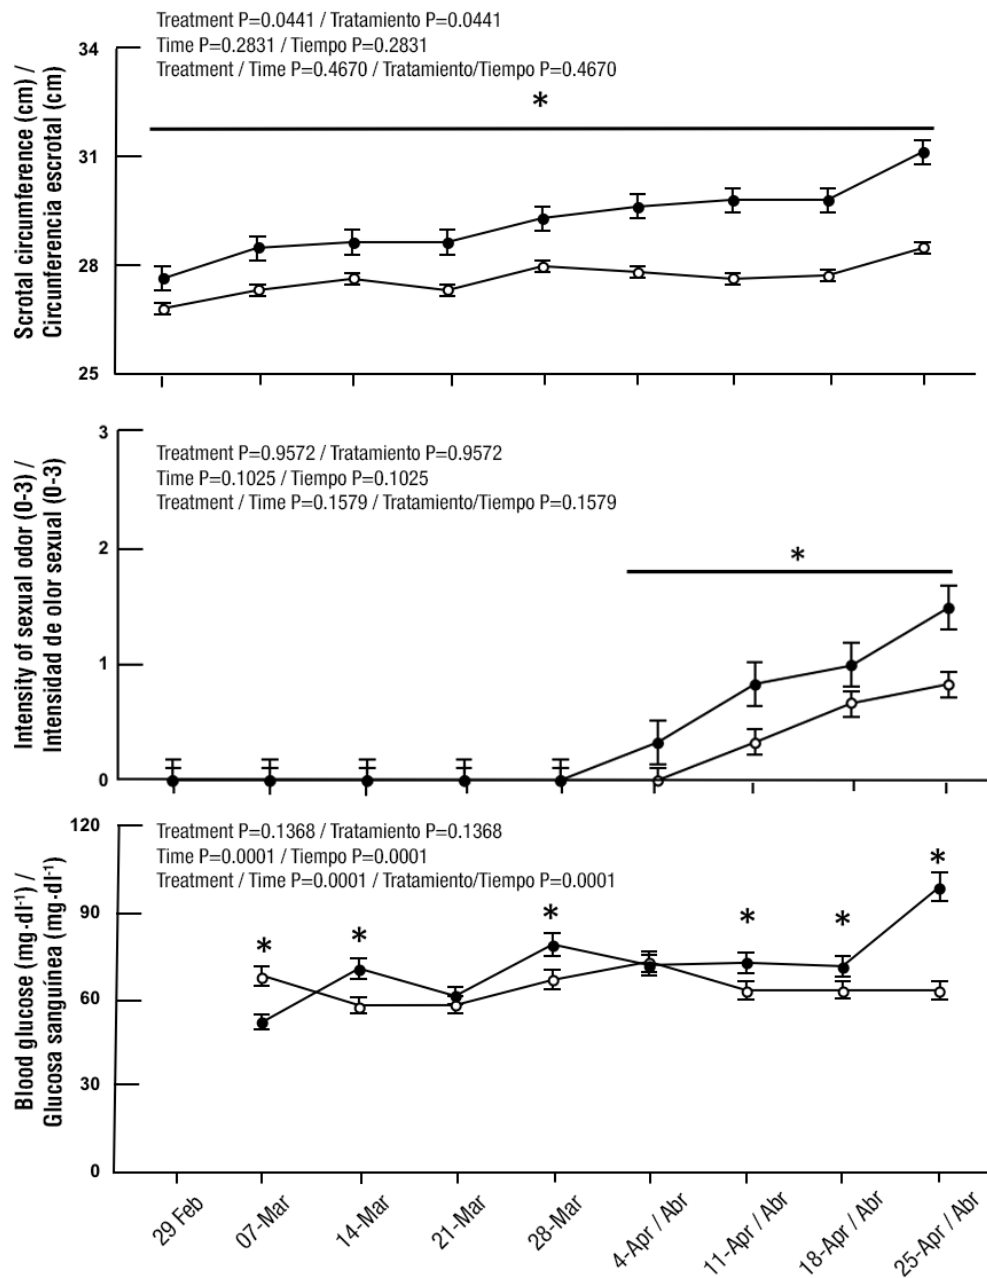 Treatment P=0.0441 / Tratamiento P=0.0441
Time P=0.2831 / Tiempo P=0.2831
Treatment / Time P=0.4670 / Tratamiento/Tiempo P=0.4670
Scrotal circumference (cm) /
Circunferencia escrotal (cm)
34
31
28
25
*
Treatment P=0.9572 / Tratamiento P=0.9572
Time P=0.1025 / Tiempo P=0.1025
Treatment / Time P=0.1579 / Tratamiento/Tiempo P=0.1579
Intensity of sexual odor (0-3) /
Intensidad de olor sexual (0-3)
3
2
1
0
*
Treatment P=0.1368 / Tratamiento P=0.1368
Time P=0.0001 / Tiempo P=0.0001
Treatment / Time P=0.0001 / Tratamiento/Tiempo P=0.0001
Blood glucose (mg·dl-1) /
Glucosa sanguínea (mg·dl-1)
120
90
60
30
0
* * * * * *
29 Feb
07-Mar
14-Mar
21-Mar
28-Mar
4-Apr / Abr
11-Apr / Abr
18-Apr / Abr
25-Apr / Abr